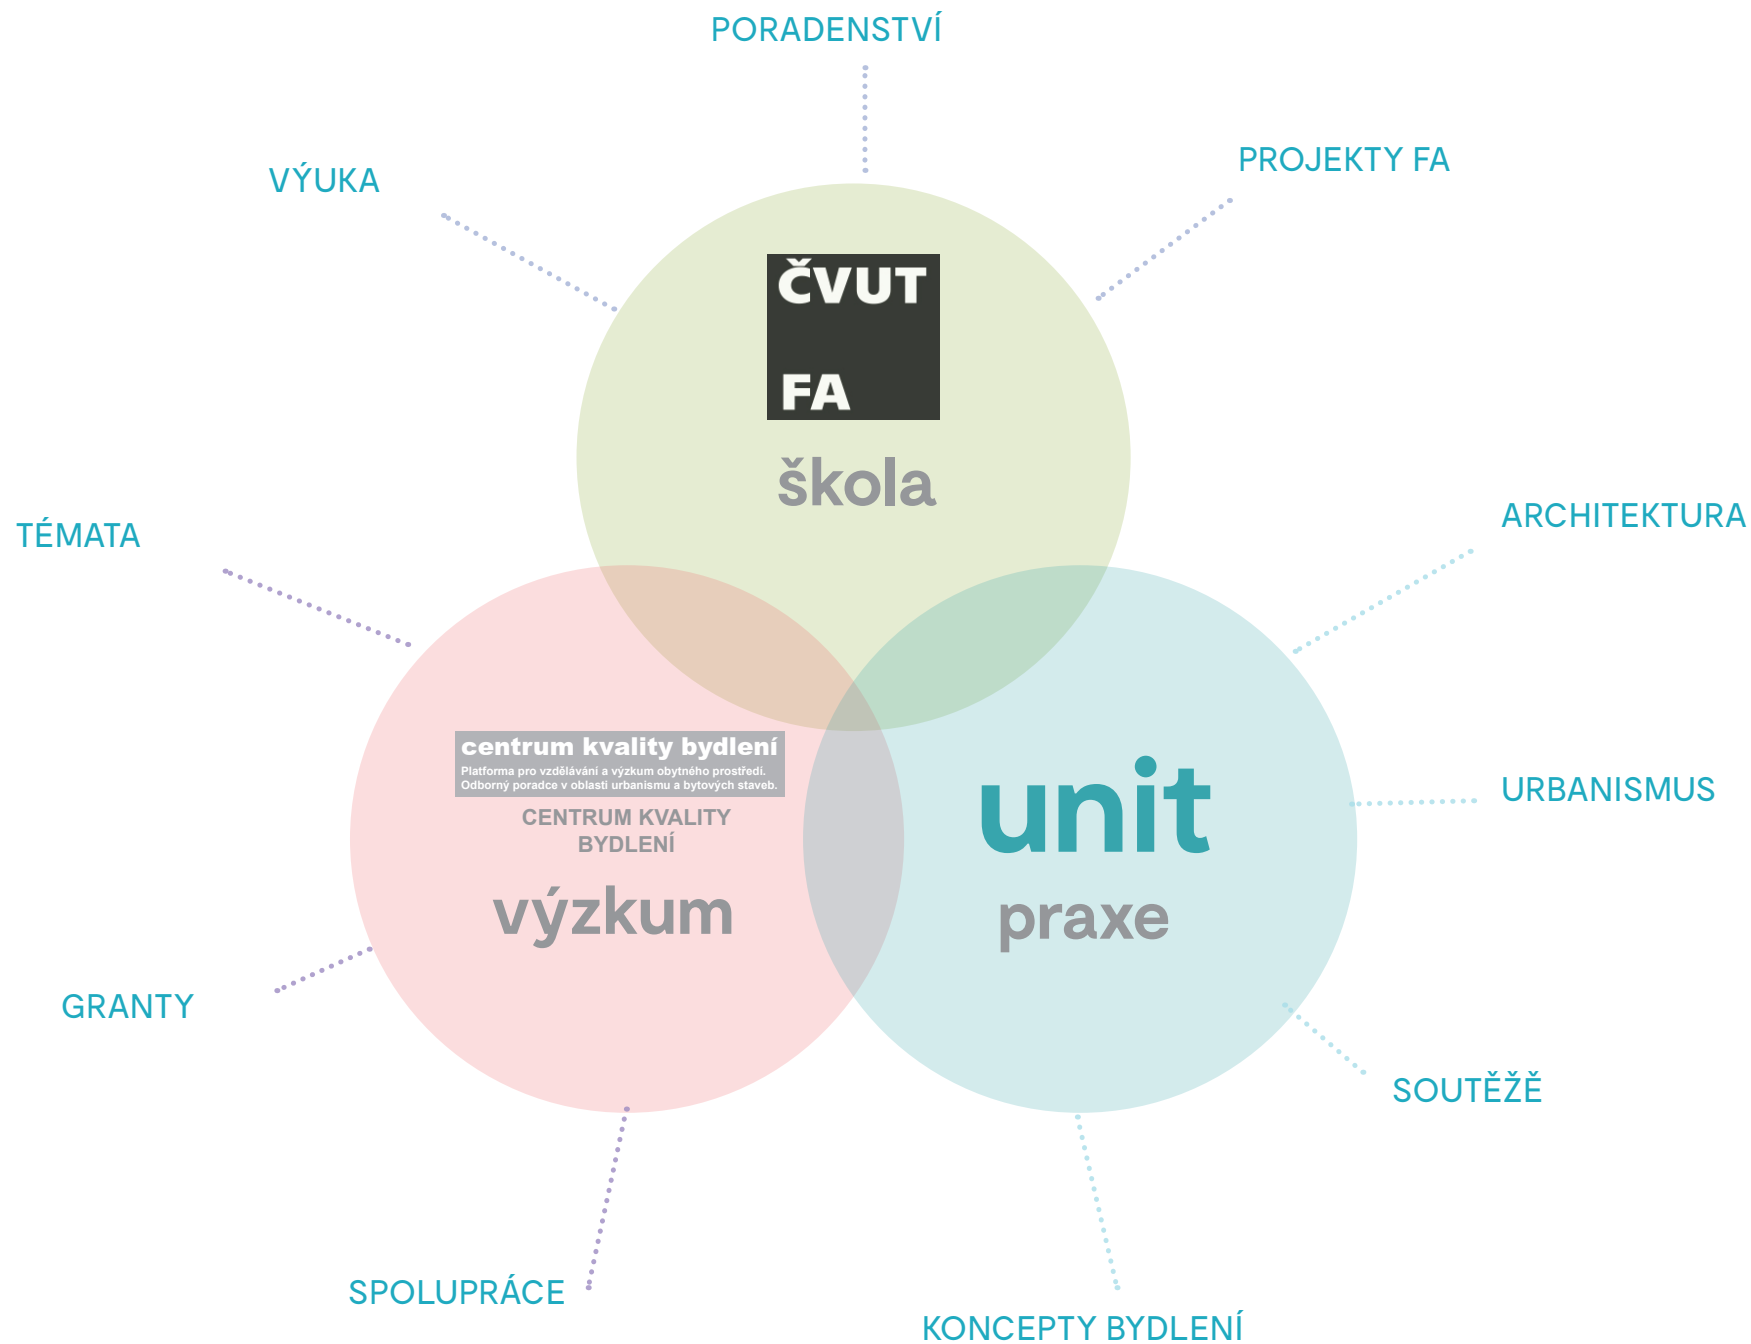 PORADENSTVÍ
PROJEKTY FA
VÝUKA
ČVUT
FA
škola
ARCHITEKTURA
TÉMATA
centrum kvality bydlení
Platforma pro vzdělávání a výzkum obytného prostředí.
Odborný poradce v oblasti urbanismu a bytových staveb.
CENTRUM KVALITY
BYDLENÍ
výzkum
unit
praxe
URBANISMUS
GRANTY
SOUTĚŽĚ
SPOLUPRÁCE
KONCEPTY BYDLENÍ